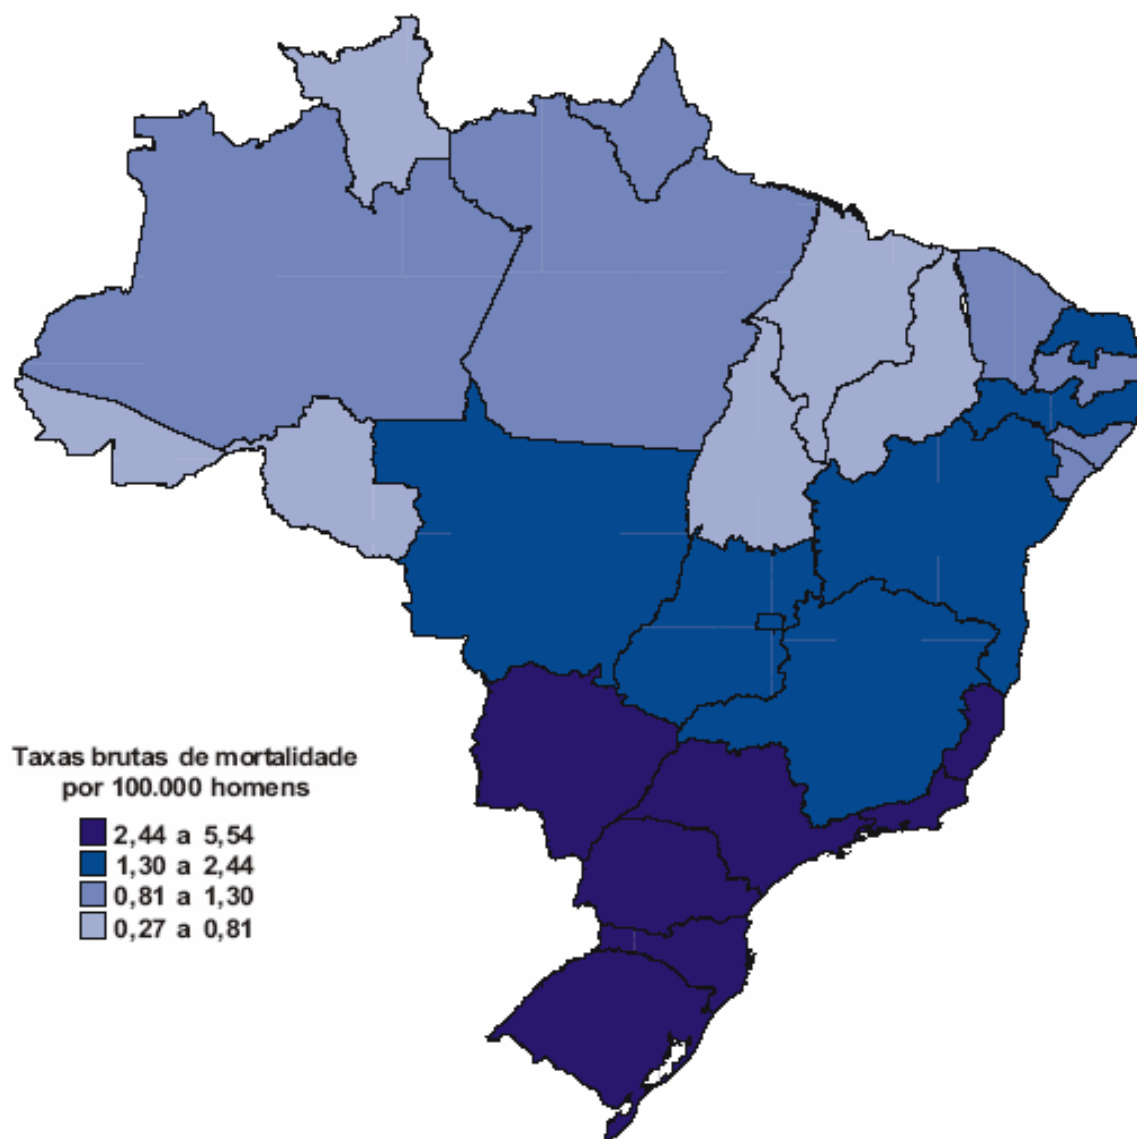 Taxas brutas de mortalidade
por 100.000 homens
2,44 a 5,54
1,30 a 2,44
0,81 a 1,30
0,27 a 0,81